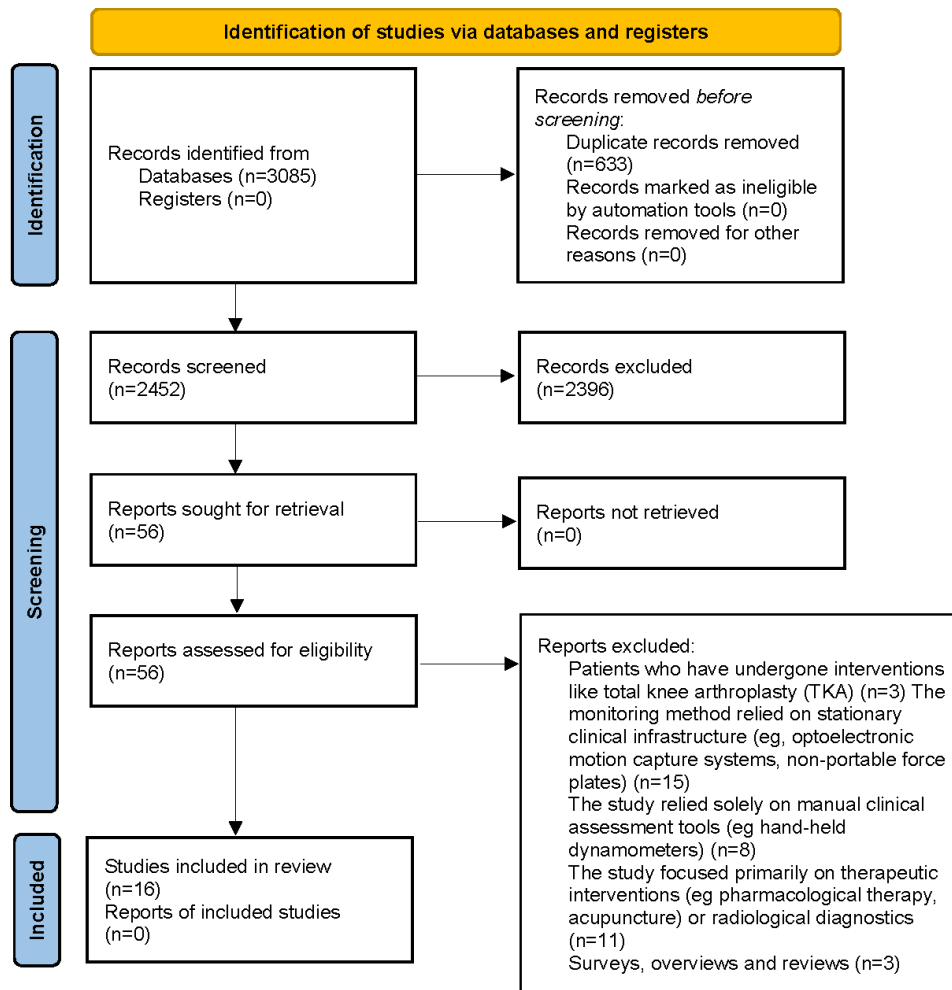 Identification of studies via databases and registers
Identification
Records identified from
Databases (n=3085)
Registers (n=0)
Records removed before
screening:
Duplicate records removed
(n=633)
Records marked as ineligible
by automation tools (n=0)
Records removed for other
reasons (n=0)
Screening
Records screened
(n=2452)
Records excluded
(n=2396)
Reports sought for retrieval
(n=56)
Reports not retrieved
(n=0)
Reports assessed for eligibility
(n=56)
Reports excluded:
Patients who have undergone interventions
like total knee arthroplasty (TKA) (n=3) The
monitoring method relied on stationary
clinical infrastructure (eg, optoelectronic
motion capture systems, non-portable force
plates) (n=15)
The study relied solely on manual clinical
assessment tools (eg hand-held
dynamometers) (n=8)
The study focused primarily on therapeutic
interventions (eg pharmacological therapy,
acupuncture) or radiological diagnostics
(n=11)
Surveys, overviews and reviews (n=3)
Included
Studies included in review
(n=16)
Reports of included studies
(n=0)